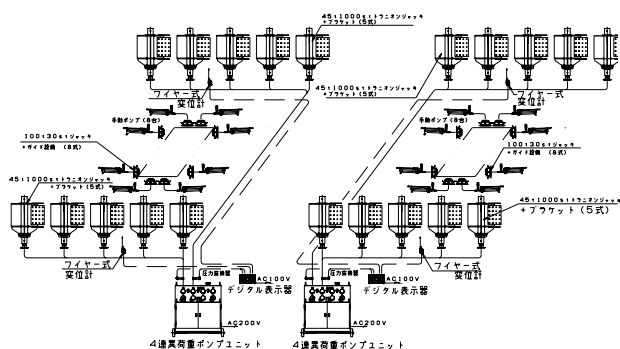 45t1000stトラニオンジャッキ
+ブラケット(5式)
45t1000stトラニオンジャッキ
+ブラケット(5式)
ワイヤー式
変位計
ワイヤー式
変位計
手動ポンプ(8台)
手動ポンプ(8台)
100t30stジャッキ
+ガイド設備 (8式)
100t30stジャッキ
+ガイド設備 (8式)
45t1000stトラニオンジャッキ
+ブラケット(5式)
45t1000stトラニオンジャッキ
+ブラケット(5式)
ワイヤー式
変位計
ワイヤー式
変位計
圧力変換器
AC100V
デジタル表示器
圧力変換器
AC100V
デジタル表示器
AC200V
AC200V
4連異荷重ポンプユニット
4連異荷重ポンプユニット